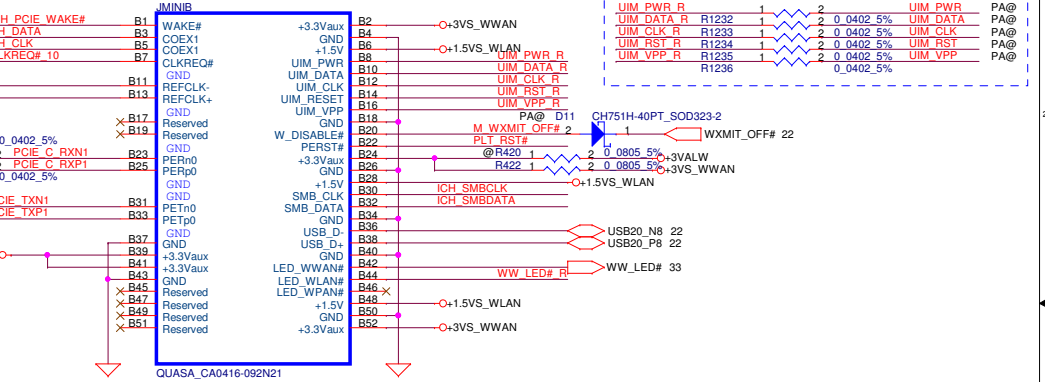 JMINIB
H_PCIE_WAKE# B1 WAKE# +3.3Vaux B2 +3VS_WWAN
H_DATA B3 COEX1 GND B4
H_CLK B5 COEX1 +1.5V B6 +1.5VS_WLAN
LKREQ#_10 B7 CLKREQ# UIM_PWR B8 UIM_PWR_R
GND UIM_DATA B10 UIM_DATA_R
B11 REFCLK- UIM_CLK B12 UIM_CLK_R
B13 REFCLK+ UIM_RESET B14 UIM_RST_R
GND UIM_VPP B16 UIM_VPP_R
B17 Reserved GND B18
B19 Reserved W_DISABLE# B20 M_WXMIT_OFF# 2 1 WXMIT_OFF# 22
PA@ D11 CH751H-40PT_SOD323-2
GND PERST# B22 PLT_RST#
0_0402_5%
2 PCIE_C_RXN1 B23 PERn0 +3.3Vaux B24 @R420 1 2 0_0805_5% +3VALW
2 PCIE_C_RXP1 B25 PERp0 GND B26 R422 1 2 0_0805_5% +3VS_WWAN
0_0402_5%
GND +1.5V B28 +1.5VS_WLAN
GND SMB_CLK B30 ICH_SMBCLK
CIE_TXN1 B31 PETn0 SMB_DATA B32 ICH_SMBDATA
CIE_TXP1 B33 PETp0 GND B34
GND USB_D- B36 USB20_N8 22
B37 GND USB_D+ B38 USB20_P8 22
B39 +3.3Vaux GND B40
B41 +3.3Vaux LED_WWAN# B42 WW_LED# 33
B43 GND LED_WLAN# B44 WW_LED#_R
B45 Reserved LED_WPAN# B46
B47 Reserved +1.5V B48 +1.5VS_WLAN
B49 Reserved GND B50
B51 Reserved +3.3Vaux B52 +3VS_WWAN
QUASA_CA0416-092N21
UIM_PWR_R 1 2 UIM_PWR PA@
UIM_DATA_R R1232 1 2 0_0402_5% UIM_DATA PA@
UIM_CLK_R R1233 1 2 0_0402_5% UIM_CLK PA@
UIM_RST_R R1234 1 2 0_0402_5% UIM_RST PA@
UIM_VPP_R R1235 1 2 0_0402_5% UIM_VPP PA@
R1236 0_0402_5%